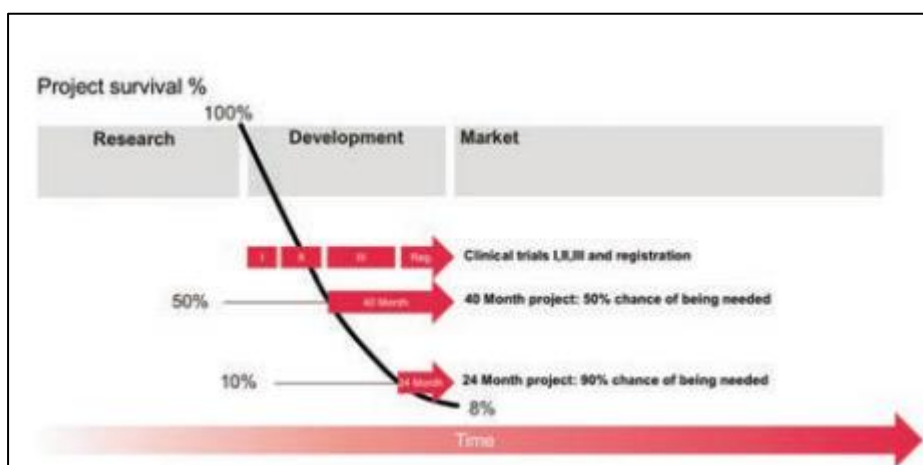 Project survival %
100%
Research
Development
Market
I
II
III
Reg.
Clinical trials I,II,III and registration
50%
40 Month
40 Month project: 50% chance of being needed
10%
24 Month
24 Month project: 90% chance of being needed
8%
Time